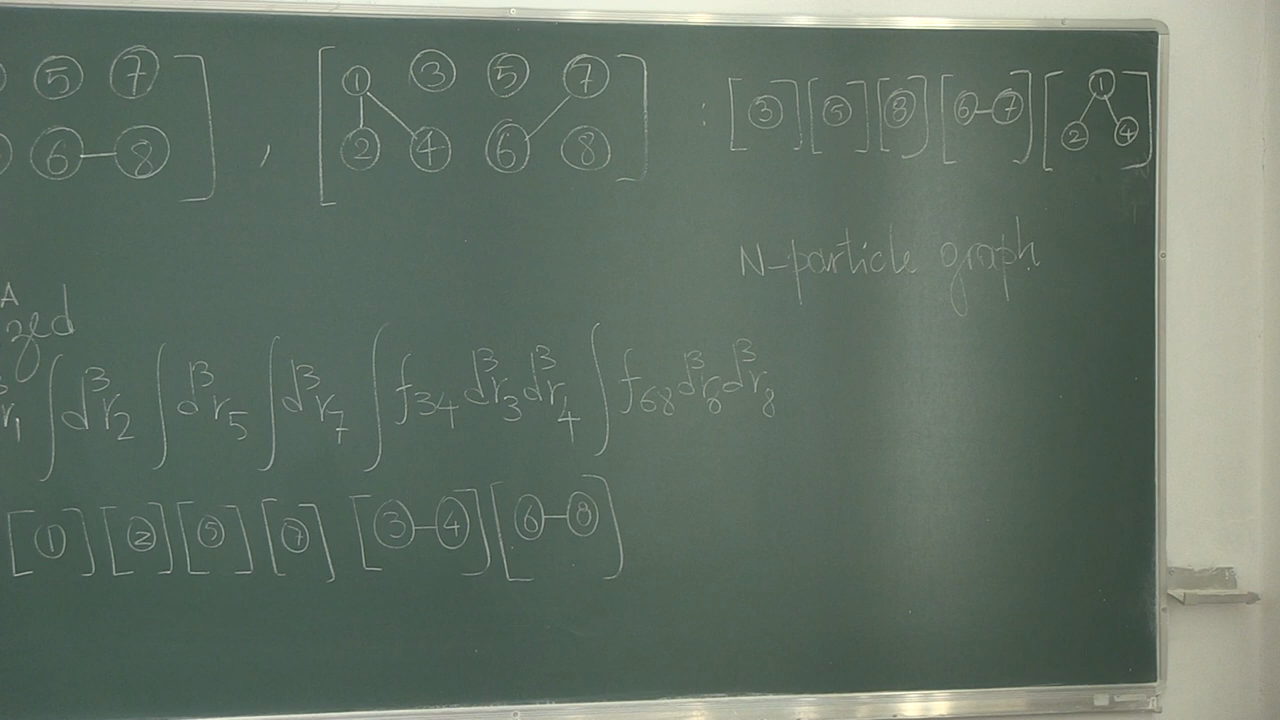 5 7 3 5 7 : [3] [5] [8] [6-7] [1
6-8] , [1 2 4 6 8] 2 4]
N-particle graph
A
zed
³r₁ ∫d³r₂ ∫d³r₅ ∫d³r₇ ∫f₃₄ d³r₃ d³r₄ ∫f₆₈ d³r₆ d³r₈
[1] [2] [5] [7] [3-4] [6-8]